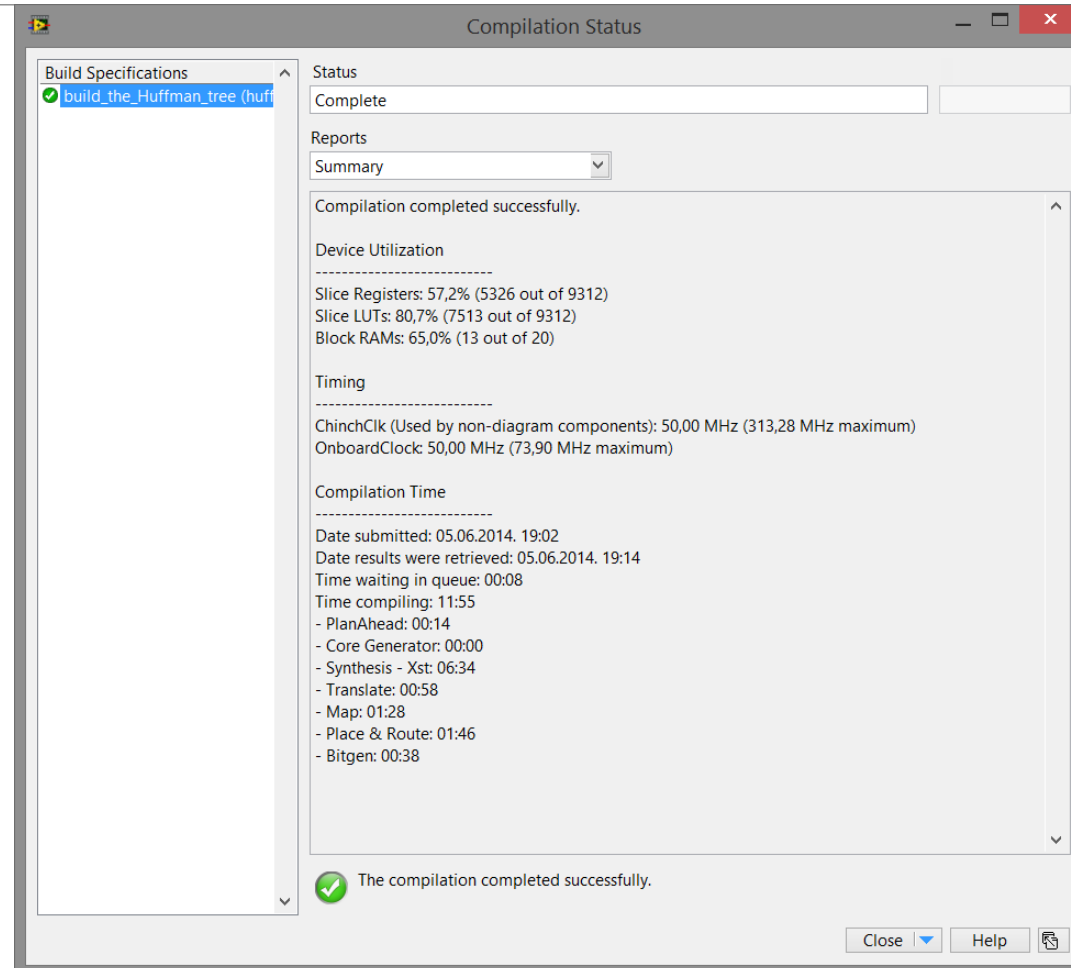 Compilation Status
Build Specifications
build_the_Huffman_tree (huff
Status
Complete
Reports
Summary
Compilation completed successfully.
Device Utilization
---------------------------
Slice Registers: 57,2% (5326 out of 9312)
Slice LUTs: 80,7% (7513 out of 9312)
Block RAMs: 65,0% (13 out of 20)
Timing
---------------------------
ChinchClk (Used by non-diagram components): 50,00 MHz (313,28 MHz maximum)
OnboardClock: 50,00 MHz (73,90 MHz maximum)
Compilation Time
---------------------------
Date submitted: 05.06.2014. 19:02
Date results were retrieved: 05.06.2014. 19:14
Time waiting in queue: 00:08
Time compiling: 11:55
- PlanAhead: 00:14
- Core Generator: 00:00
- Synthesis - Xst: 06:34
- Translate: 00:58
- Map: 01:28
- Place & Route: 01:46
- Bitgen: 00:38
The compilation completed successfully.
Close
Help